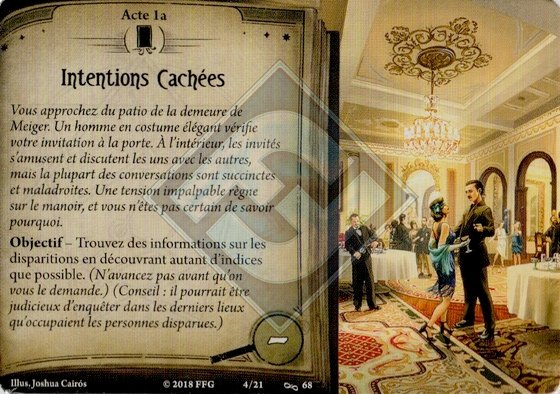 Acte 1a
Intentions Cachées
Vous approchez du patio de la demeure de
Meiger. Un homme en costume élégant vérifie
votre invitation à la porte. À l'intérieur, les invités
s'amusent et discutent les uns avec les autres,
mais la plupart des conversations sont succinctes
et maladroites. Une tension impalpable règne
sur le manoir, et vous n'êtes pas certain de savoir
pourquoi.
Objectif – Trouvez des informations sur les
disparitions en découvrant autant d'indices
que possible. (N'avancez pas avant qu'on
vous le demande.) (Conseil : il pourrait être
judicieux d'enquêter dans les derniers lieux
qu'occupaient les personnes disparues.)
–
Illus. Joshua Cairós © 2018 FFG 4/21 68